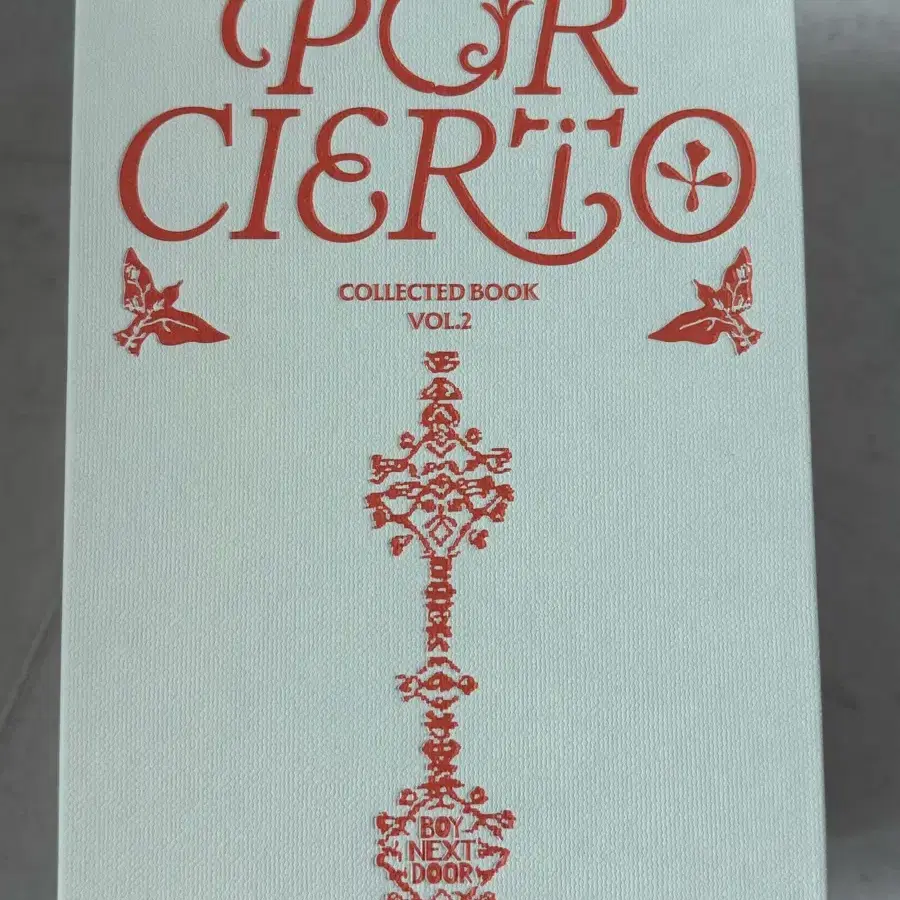 POR
CIERTO
COLLECTED BOOK
VOL.2
BOY
NEXT
DOOR